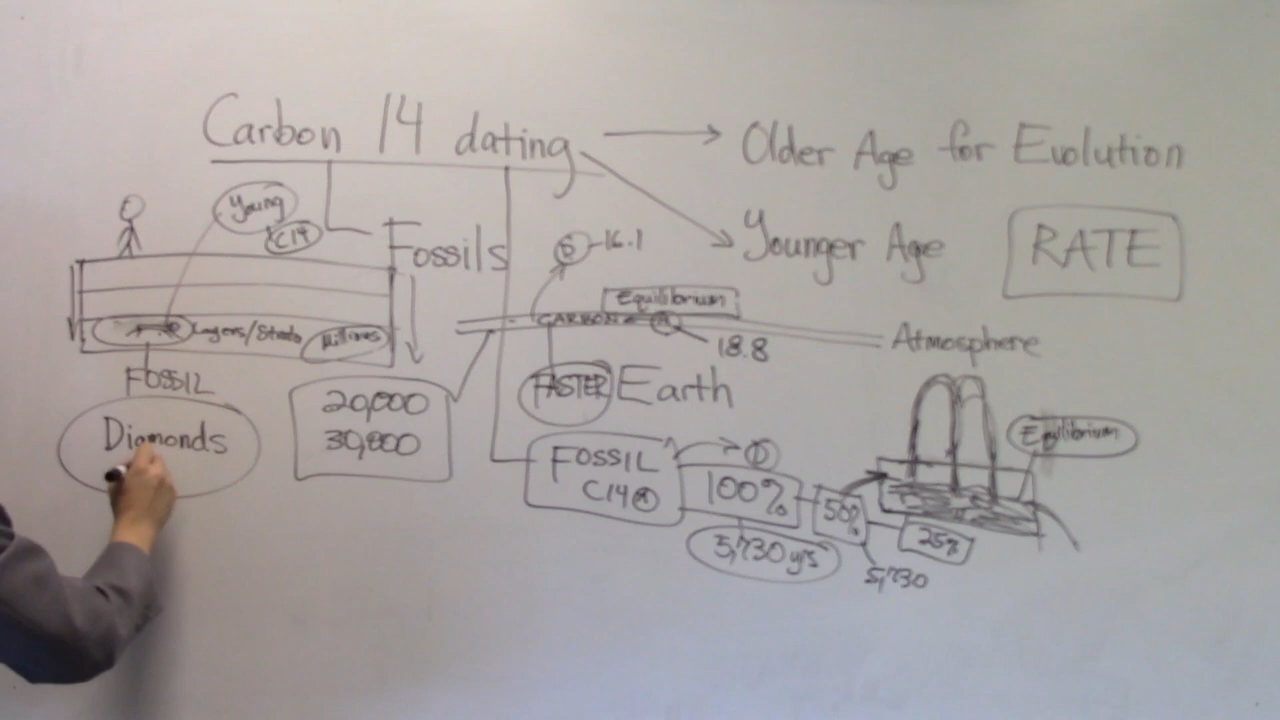 Carbon 14 dating
Older Age for Evolution
Younger Age
RATE
Young
C14
Fossils
16.1
Equilibrium
CARBON
18.8
Atmosphere
Layers/Strata
Millions
FOSSIL
Diamonds
20,000
30,000
FASTER
Earth
FOSSIL
C14
100%
50%
25%
5,730 yrs
5,730
Equilibrium